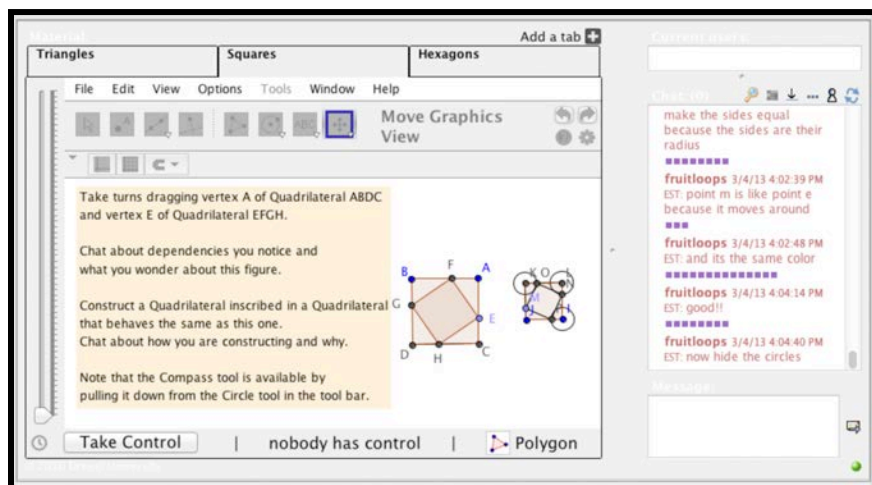 Material
Add a tab
Triangles
Squares
Hexagons
File Edit View Options Tools Window Help
ABC
Move Graphics
View
Take turns dragging vertex A of Quadrilateral ABDC
and vertex E of Quadrilateral EFGH.
Chat about dependencies you notice and
what you wonder about this figure.
Construct a Quadrilateral inscribed in a Quadrilateral
that behaves the same as this one.
Chat about how you are constructing and why.
Note that the Compass tool is available by
pulling it down from the Circle tool in the tool bar.
B F A
G E
D H C
K O L
N
M
J I
Take Control | nobody has control | Polygon
Current users:
Chat (0)
make the sides equal
because the sides are their
radius
fruitloops 3/4/13 4:02:39 PM
EST: point m is like point e
because it moves around
fruitloops 3/4/13 4:02:48 PM
EST: and its the same color
fruitloops 3/4/13 4:04:14 PM
EST: good!!
fruitloops 3/4/13 4:04:40 PM
EST: now hide the circles
Message: